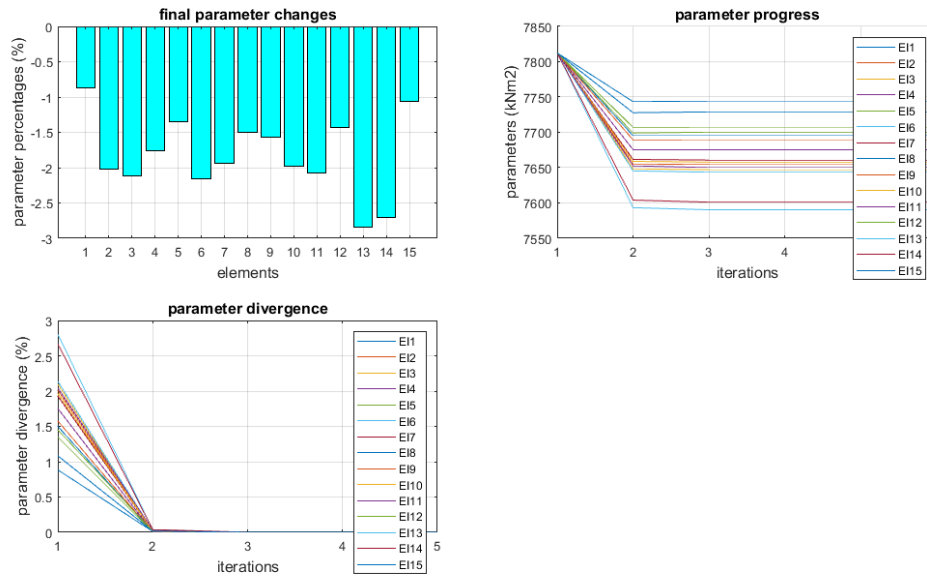 final parameter changes
parameter percentages (%)
0
-0.5
-1
-1.5
-2
-2.5
-3
1 2 3 4 5 6 7 8 9 10 11 12 13 14 15
elements
parameter progress
parameters (kNm2)
7850
7800
7750
7700
7650
7600
7550
1 2 3 4
iterations
EI1
EI2
EI3
EI4
EI5
EI6
EI7
EI8
EI9
EI10
EI11
EI12
EI13
EI14
EI15
parameter divergence
parameter divergence (%)
3
2.5
2
1.5
1
0.5
0
1 2 3 4 5
iterations
EI1
EI2
EI3
EI4
EI5
EI6
EI7
EI8
EI9
EI10
EI11
EI12
EI13
EI14
EI15